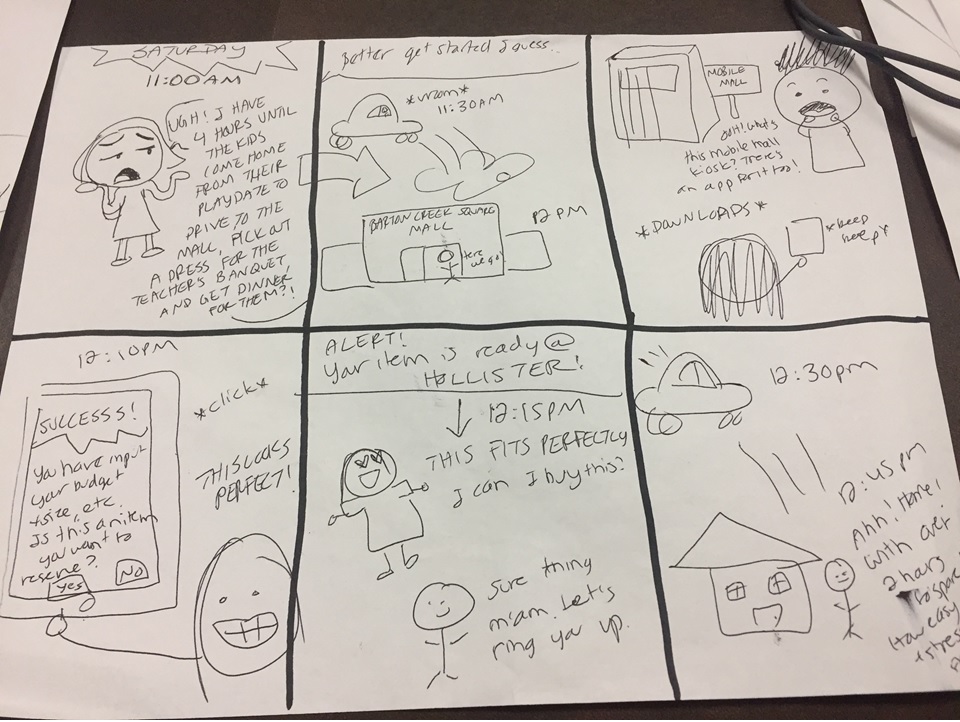 SATURDAY
11:00AM
UGH! I HAVE
4 HOURS UNTIL
THE KIDS
COME HOME
FROM THEIR
PLAYDATE TO
DRIVE TO THE
MALL, PICK OUT
A DRESS FOR THE
TEACHER'S BANQUET,
AND GET DINNER
FOR THEM?!
Better get started I guess...
*vroom*
11:30AM
BARTON CREEK SQUARE
MALL
12PM
Here
we go!
MOBILE
MALL
OOH! What's
this mobile mall
kiosk? There's
an app for it too!
*DOWNLOADS*
*beep
beep*
12:10PM
SUCCESSS!
You have input
your budget
+size, etc.
Is this an item
you want to
reserve?
Yes
NO
*click*
THIS LOOKS
PERFECT!
ALERT!
Your item is ready @
HOLLISTER!
12:15PM
THIS FITS PERFECTLY
I can I buy this?
Sure thing
m'am. Let's
ring you up.
12:30pm
12:45pm
Ahh! Home!
with over
2 hours
to spare
How easy
+ stress